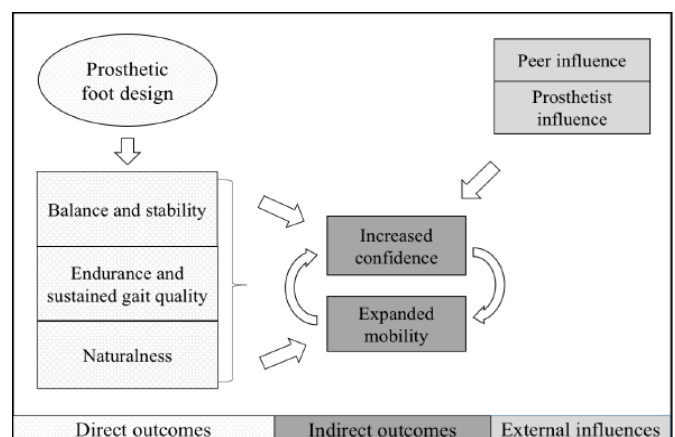 Prosthetic
foot design
Peer influence
Prosthetist
influence
Balance and stability
Endurance and
sustained gait quality
Naturalness
Increased
confidence
Expanded
mobility
Direct outcomes
Indirect outcomes
External influences